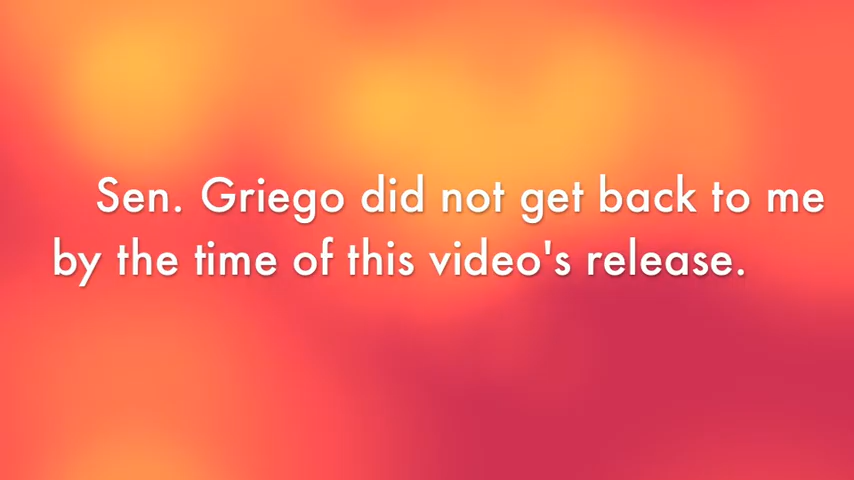 Sen. Griego did not get back to me
by the time of this video's release.